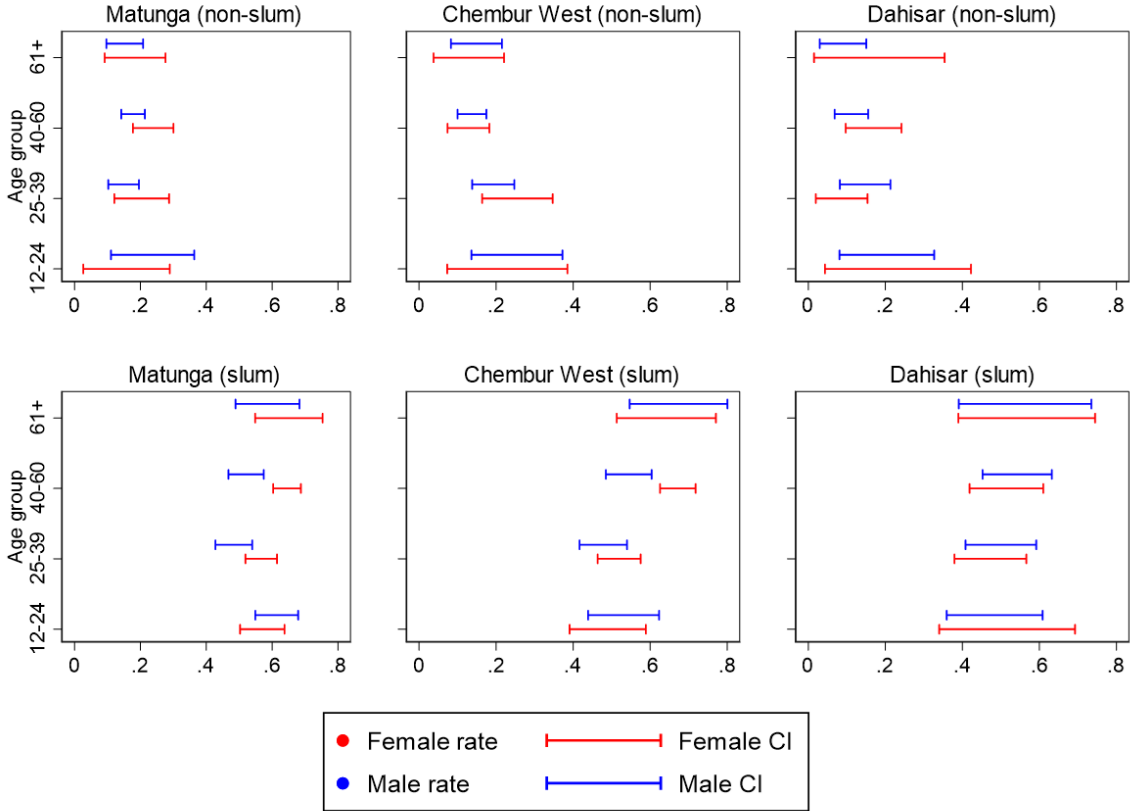 Matunga (non-slum)
Chembur West (non-slum)
Dahisar (non-slum)
Age group
61+
40-60
25-39
12-24
0 .2 .4 .6 .8
0 .2 .4 .6 .8
0 .2 .4 .6 .8
Matunga (slum)
Chembur West (slum)
Dahisar (slum)
Age group
61+
40-60
25-39
12-24
0 .2 .4 .6 .8
0 .2 .4 .6 .8
0 .2 .4 .6 .8
Female rate Female CI
Male rate Male CI